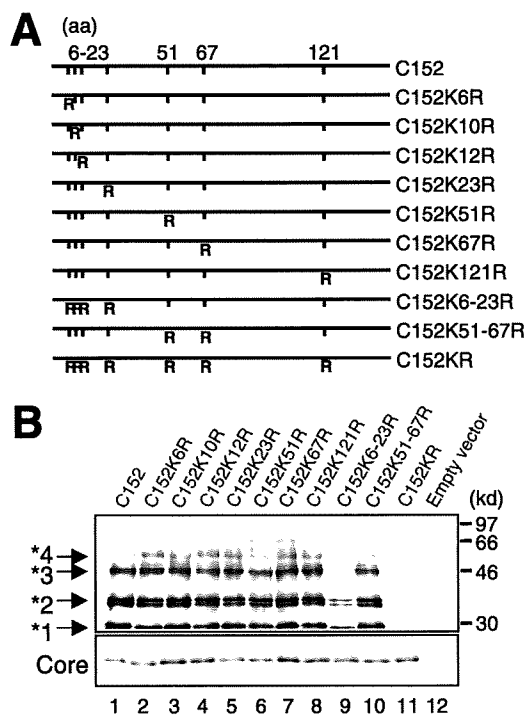 A
(aa)
6-23 51 67 121
C152
R C152K6R
R C152K10R
R C152K12R
R C152K23R
R C152K51R
R C152K67R
R C152K121R
RRR R C152K6-23R
R R C152K51-67R
RRR R R R R C152KR
B
C152 C152K6R C152K10R C152K12R C152K23R C152K51R C152K67R C152K121R C152K6-23R C152K51-67R C152KR Empty vector
(kd)
97
66
*4
*3 46
*2
*1 30
Core
1 2 3 4 5 6 7 8 9 10 11 12